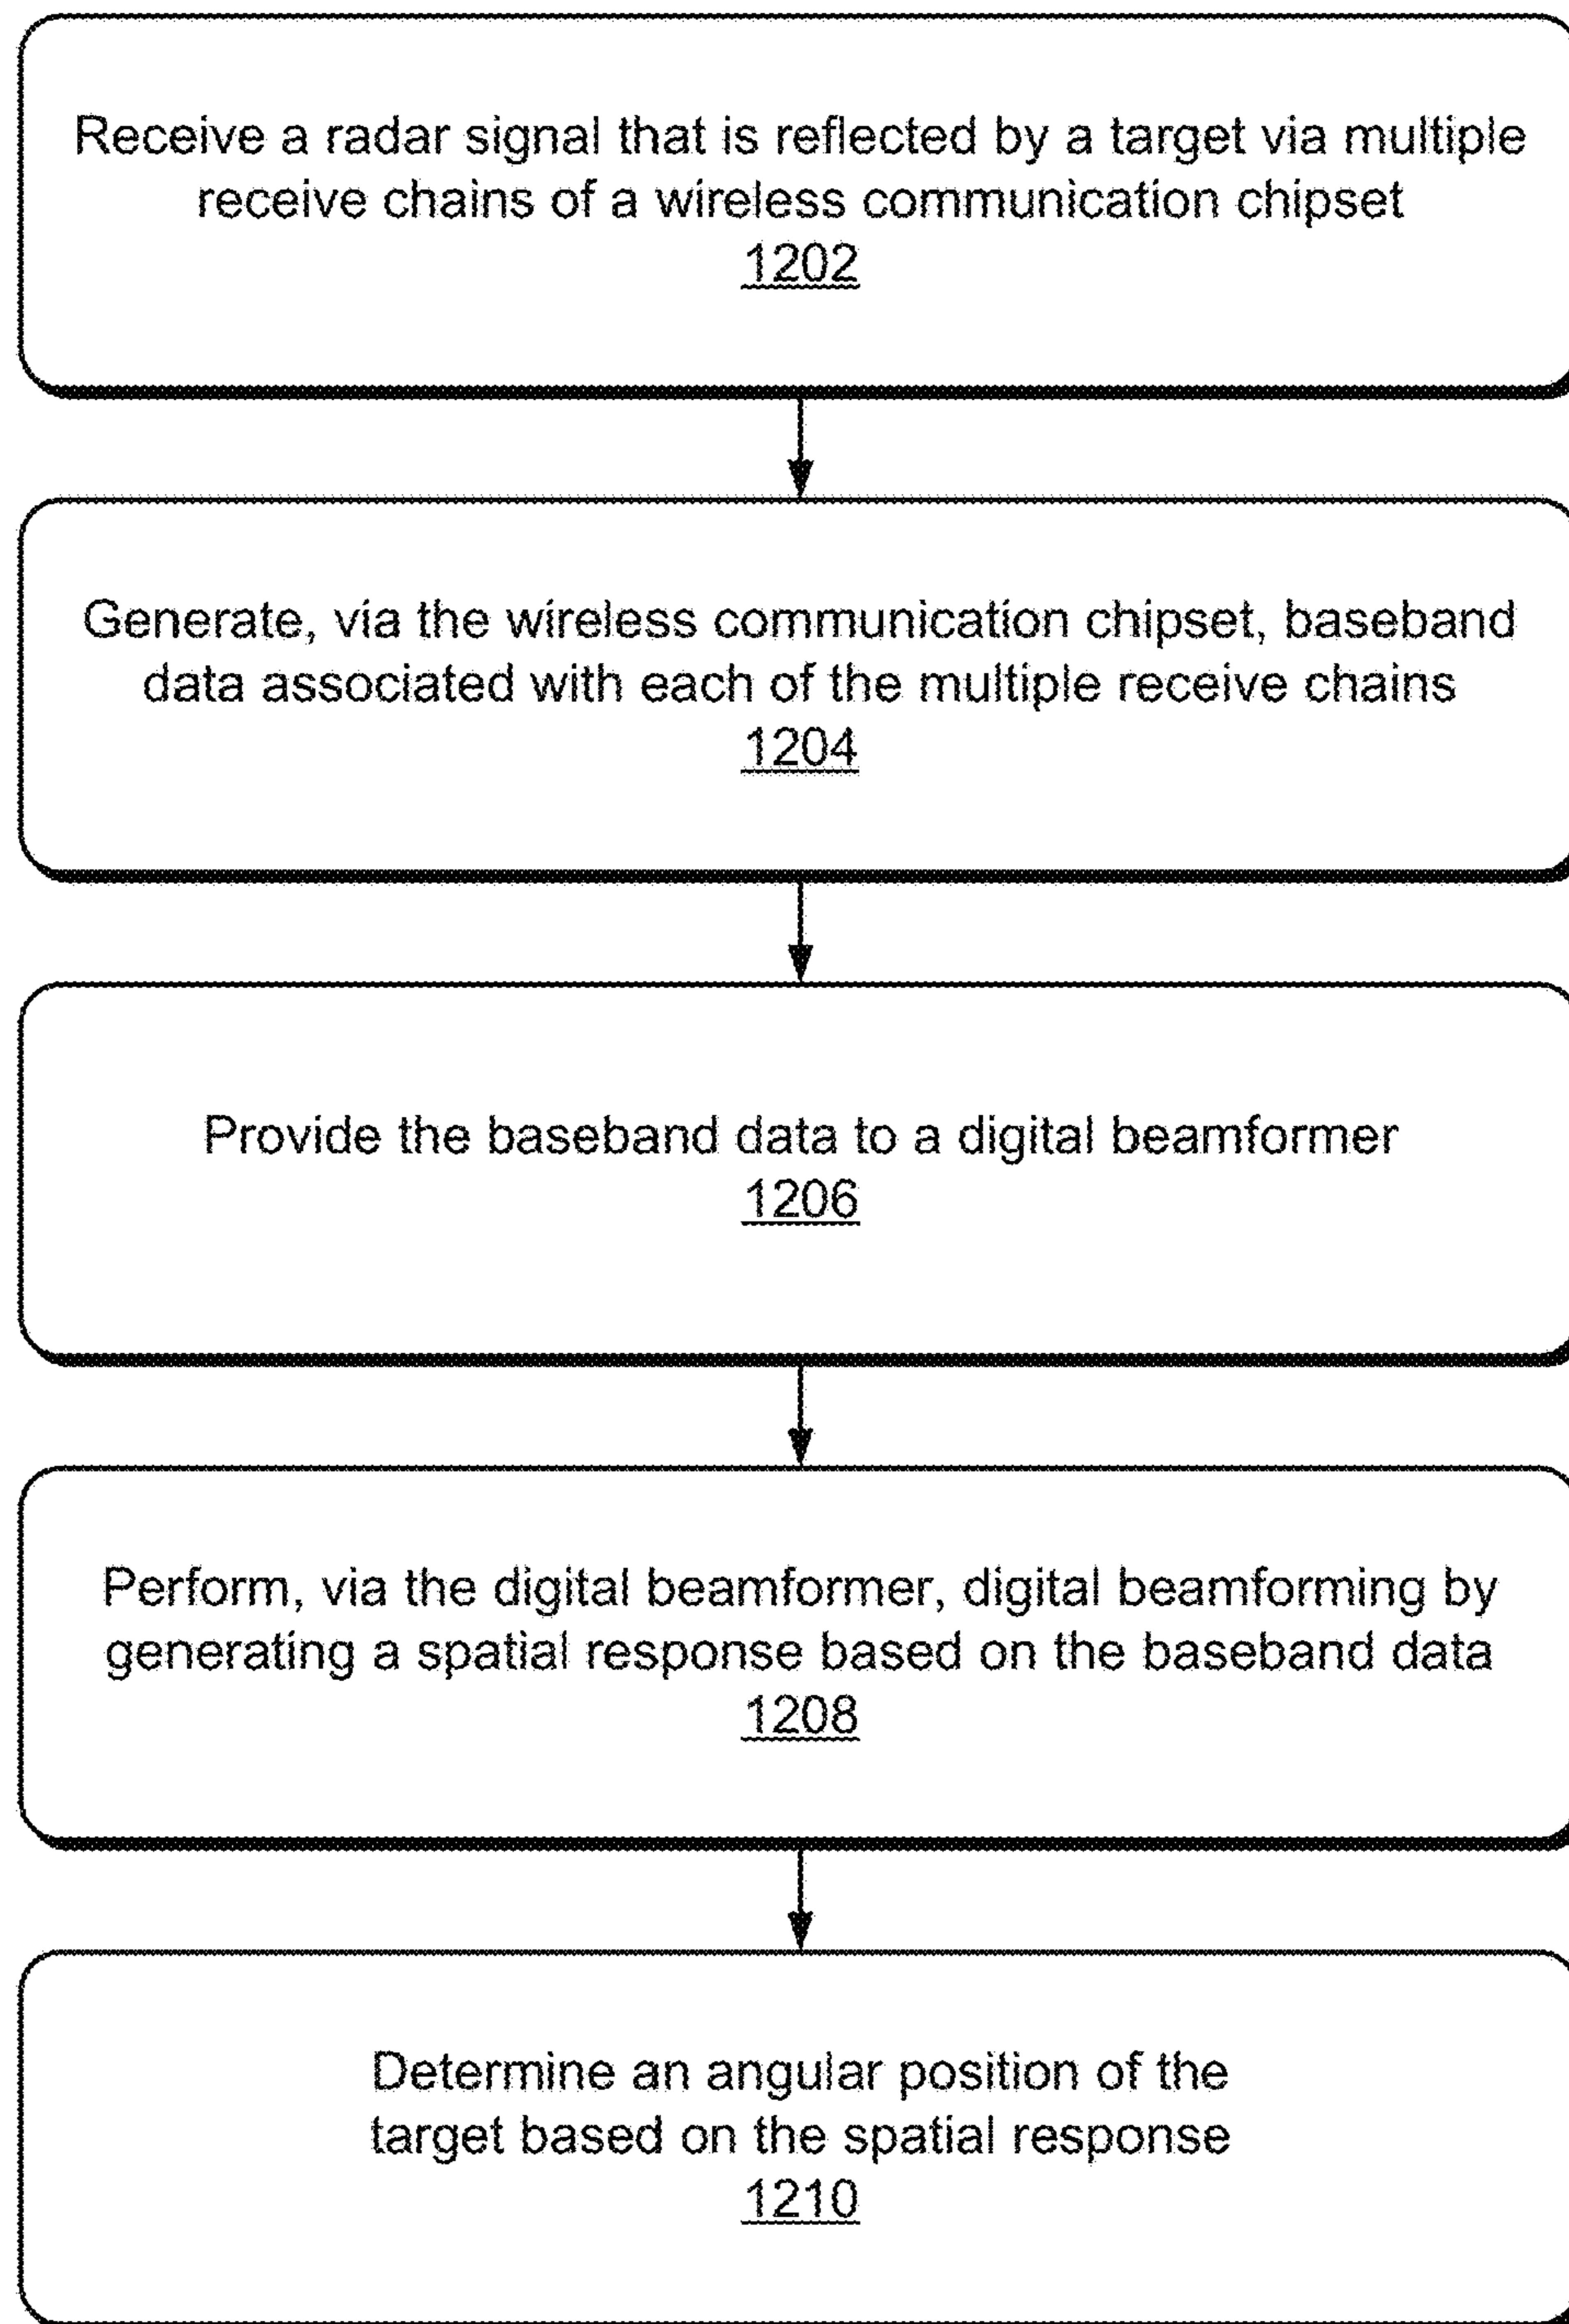 Receive a radar signal that is reflected by a target via multiple
receive chains of a wireless communication chipset
1202
Generate, via the wireless communication chipset, baseband
data associated with each of the multiple receive chains
1204
Provide the baseband data to a digital beamformer
1206
Perform, via the digital beamformer, digital beamforming by
generating a spatial response based on the baseband data
1208
Determine an angular position of the
target based on the spatial response
1210